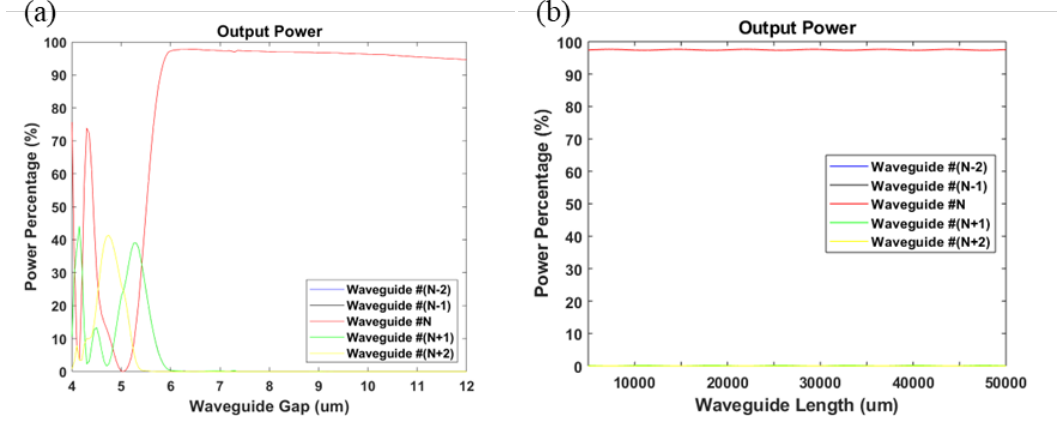 (a)
Output Power
Power Percentage (%)
100
90
80
70
60
50
40
30
20
10
0
Waveguide #(N-2)
Waveguide #(N-1)
Waveguide #N
Waveguide #(N+1)
Waveguide #(N+2)
4 5 6 7 8 9 10 11 12
Waveguide Gap (um)
(b)
Output Power
Power Percentage (%)
100
90
80
70
60
50
40
30
20
10
0
Waveguide #(N-2)
Waveguide #(N-1)
Waveguide #N
Waveguide #(N+1)
Waveguide #(N+2)
10000 20000 30000 40000 50000
Waveguide Length (um)